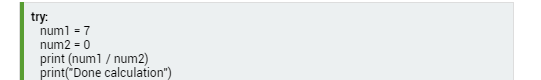 try:
num1 = 7
num2 = 0
print (num1 / num2)
print("Done calculation")